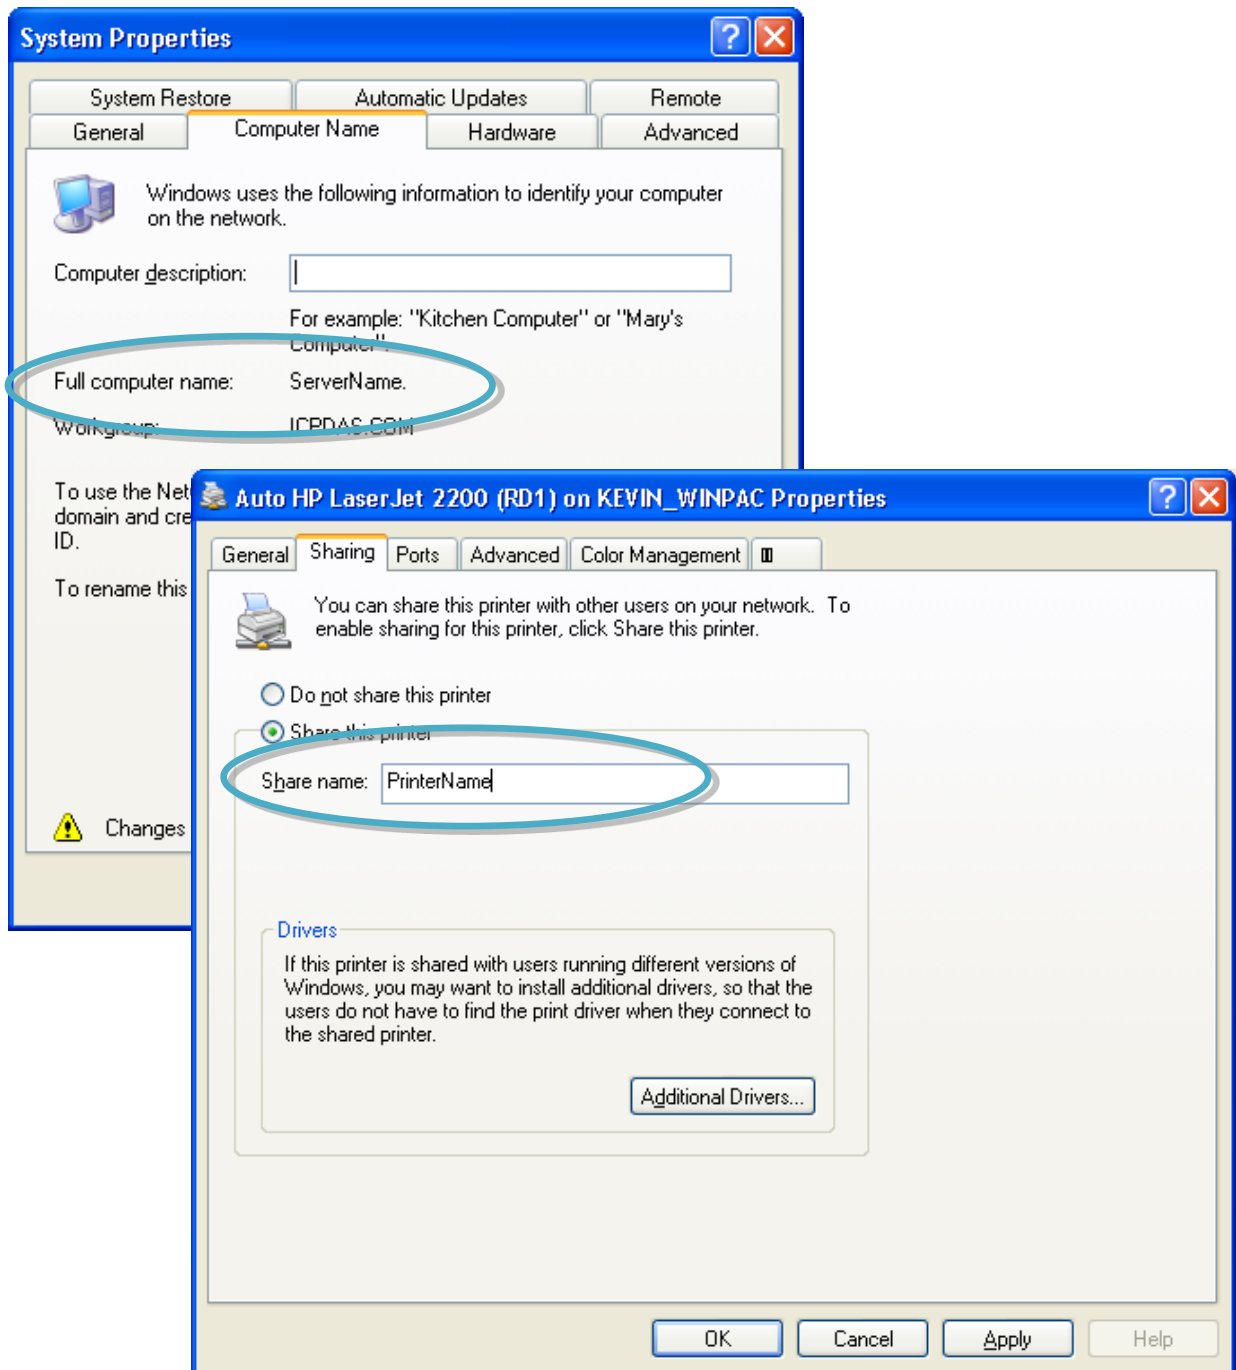 System Properties
System Restore
Automatic Updates
Remote
General
Computer Name
Hardware
Advanced
Windows uses the following information to identify your computer
on the network.
Computer description:
For example: "Kitchen Computer" or "Mary's
Computer".
Full computer name: ServerName.
Workgroup: ICPDAS.COM
To use the Net
domain and cre
ID.
To rename this
Changes
Auto HP LaserJet 2200 (RD1) on KEVIN_WINPAC Properties
General
Sharing
Ports
Advanced
Color Management
You can share this printer with other users on your network. To
enable sharing for this printer, click Share this printer.
Do not share this printer
Share this printer
Share name: PrinterName
Drivers
If this printer is shared with users running different versions of
Windows, you may want to install additional drivers, so that the
users do not have to find the print driver when they connect to
the shared printer.
Additional Drivers...
OK
Cancel
Apply
Help